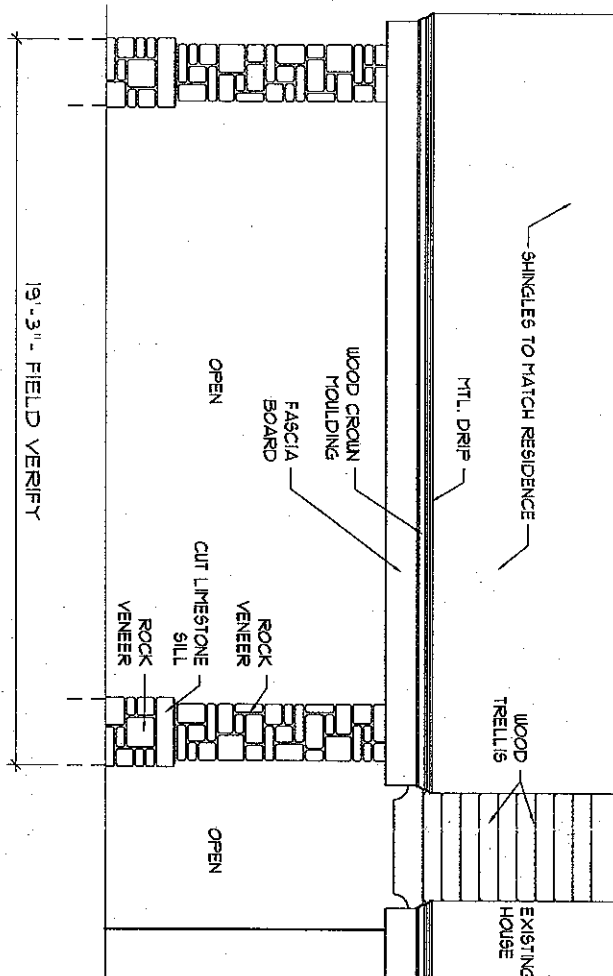 SHINGLES TO MATCH RESIDENCE
MTL. DRIP
WOOD CROWN
MOULDING
FASCIA
BOARD
OPEN
WOOD
TRELLIS
EXISTING
HOUSE
ROCK
VENEER
CUT LIMESTONE
SILL
ROCK
VENEER
OPEN
19'-3" - FIELD VERIFY